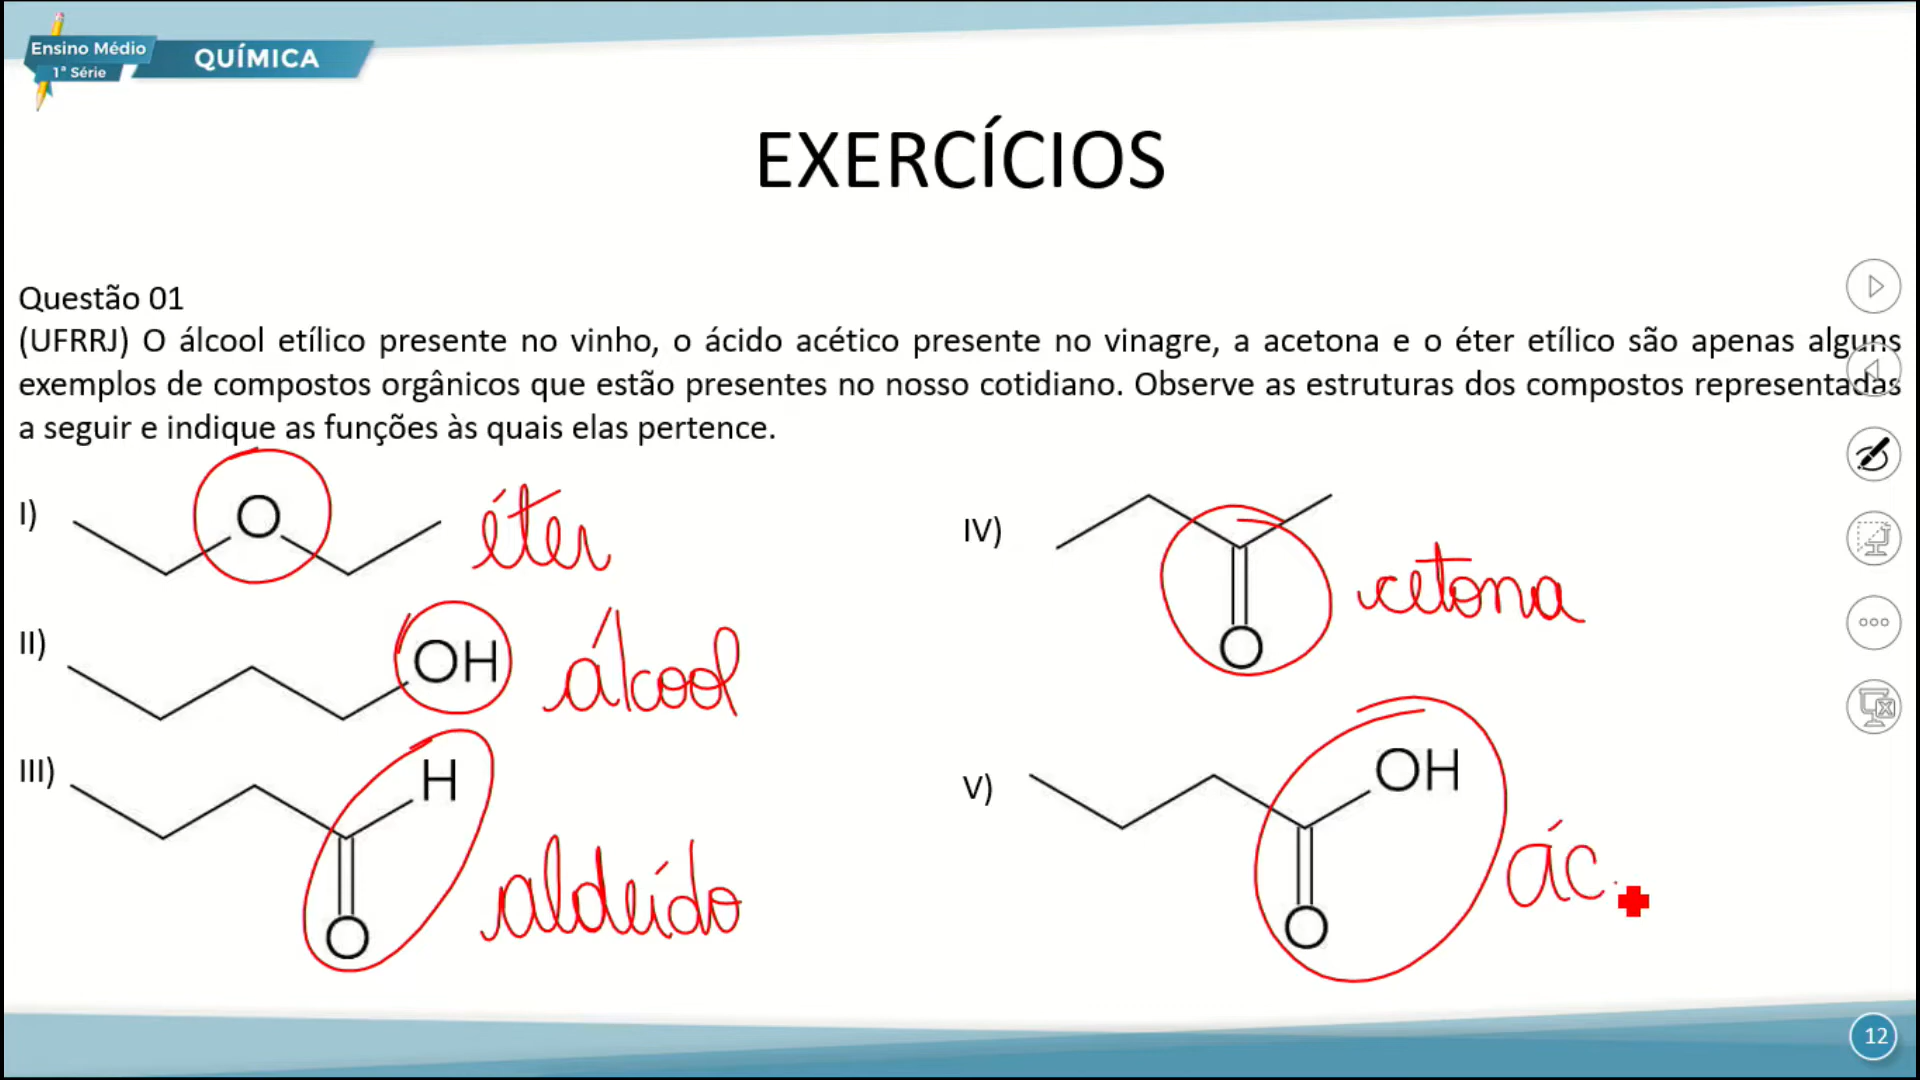 Ensino Médio
1ª Série
QUÍMICA
EXERCÍCIOS
Questão 01
(UFRRJ) O álcool etílico presente no vinho, o ácido acético presente no vinagre, a acetona e o éter etílico são apenas alguns
exemplos de compostos orgânicos que estão presentes no nosso cotidiano. Observe as estruturas dos compostos representadas
a seguir e indique as funções às quais elas pertence.
I)
O
éter
II)
OH
álcool
III)
H
O
aldeído
IV)
O
cetona
V)
OH
O
ác
12